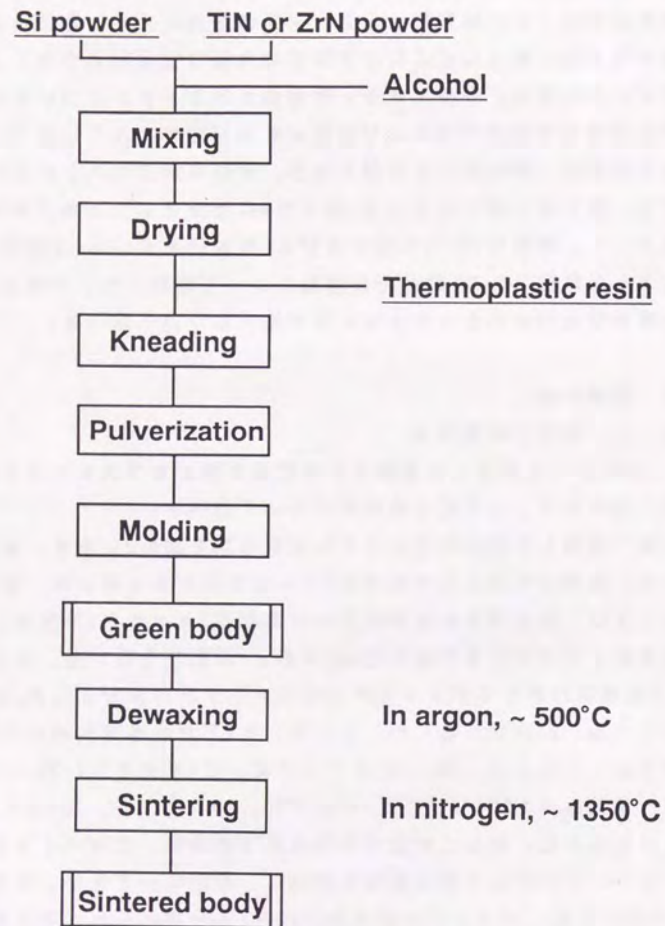 Si powder TiN or ZrN powder
Alcohol
Mixing
Drying
Thermoplastic resin
Kneading
Pulverization
Molding
Green body
Dewaxing In argon, ~ 500°C
Sintering In nitrogen, ~ 1350°C
Sintered body